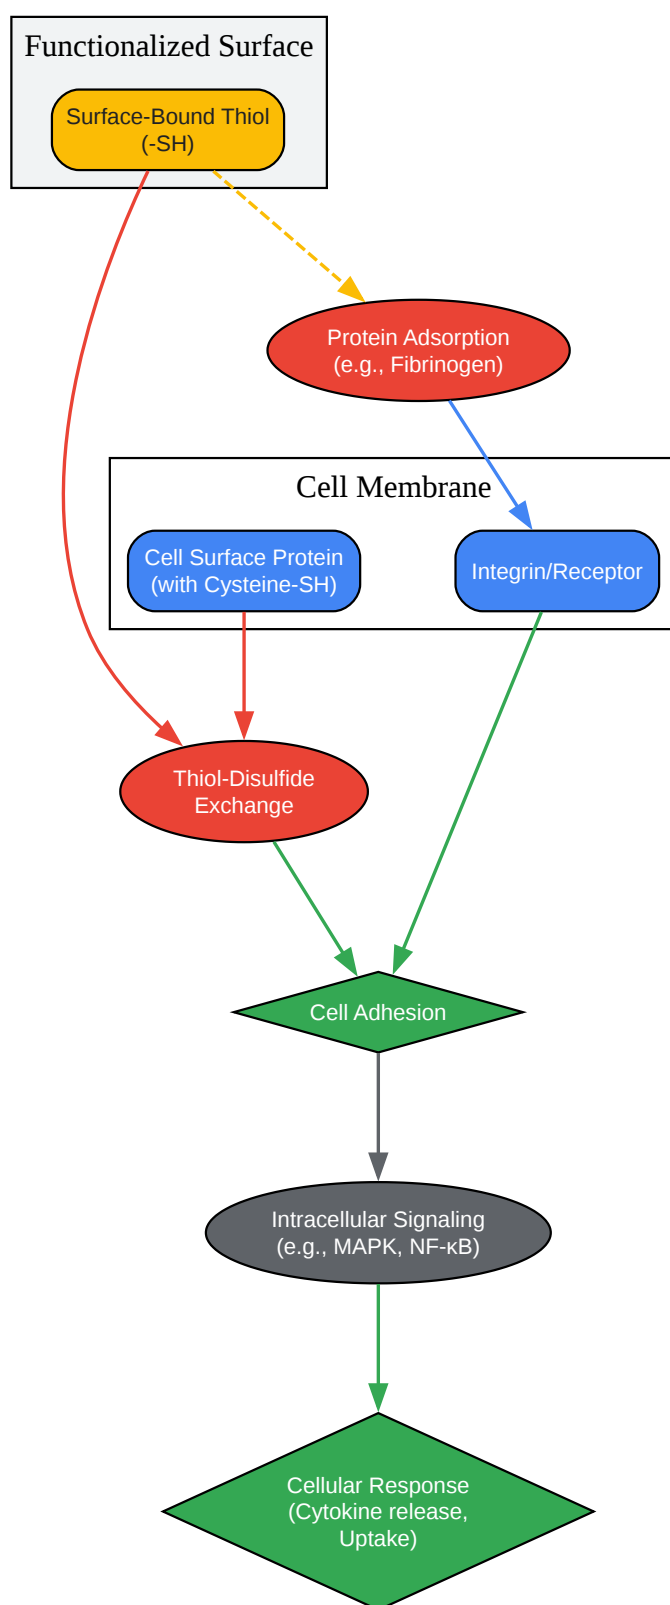 Functionalized Surface
Surface-Bound Thiol
(-SH)
Protein Adsorption
(e.g., Fibrinogen)
Cell Membrane
Cell Surface Protein
(with Cysteine-SH)
Integrin/Receptor
Thiol-Disulfide
Exchange
Cell Adhesion
Intracellular Signaling
(e.g., MAPK, NF-κB)
Cellular Response
(Cytokine release,
Uptake)